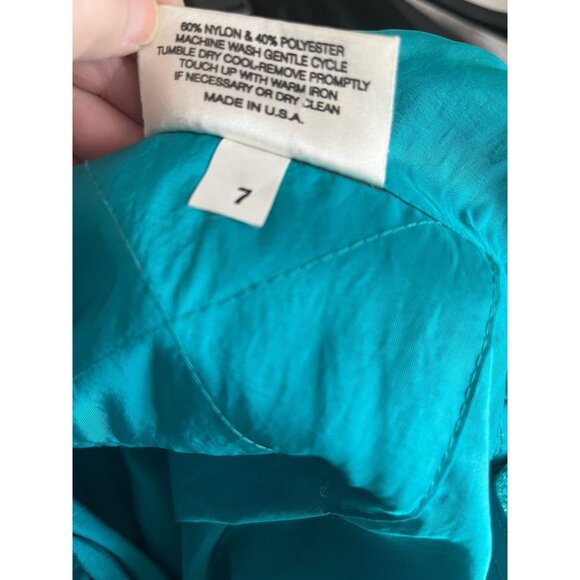 60% NYLON & 40% POLYESTER
MACHINE WASH GENTLE CYCLE
TUMBLE DRY COOL-REMOVE PROMPTLY
TOUCH UP WITH WARM IRON
IF NECESSARY OR DRY CLEAN
MADE IN U.S.A.
7